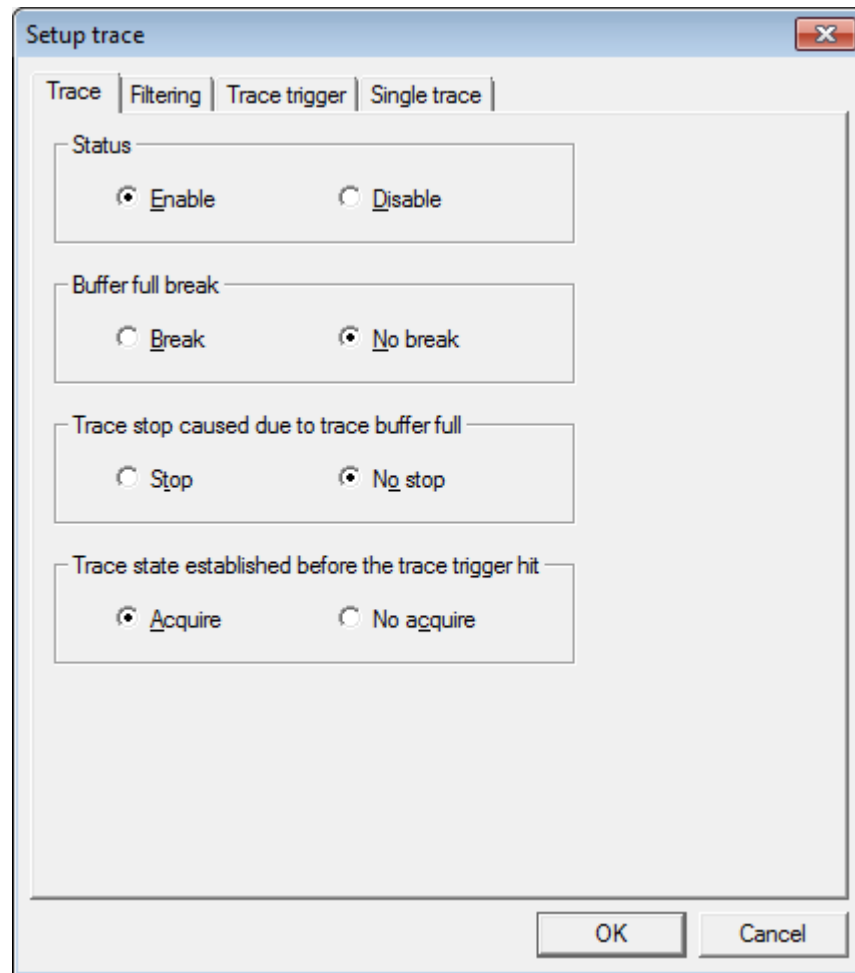 Setup trace
Trace Filtering Trace trigger Single trace
Status
Enable Disable
Buffer full break
Break No break
Trace stop caused due to trace buffer full
Stop No stop
Trace state established before the trace trigger hit
Acquire No acquire
OK Cancel